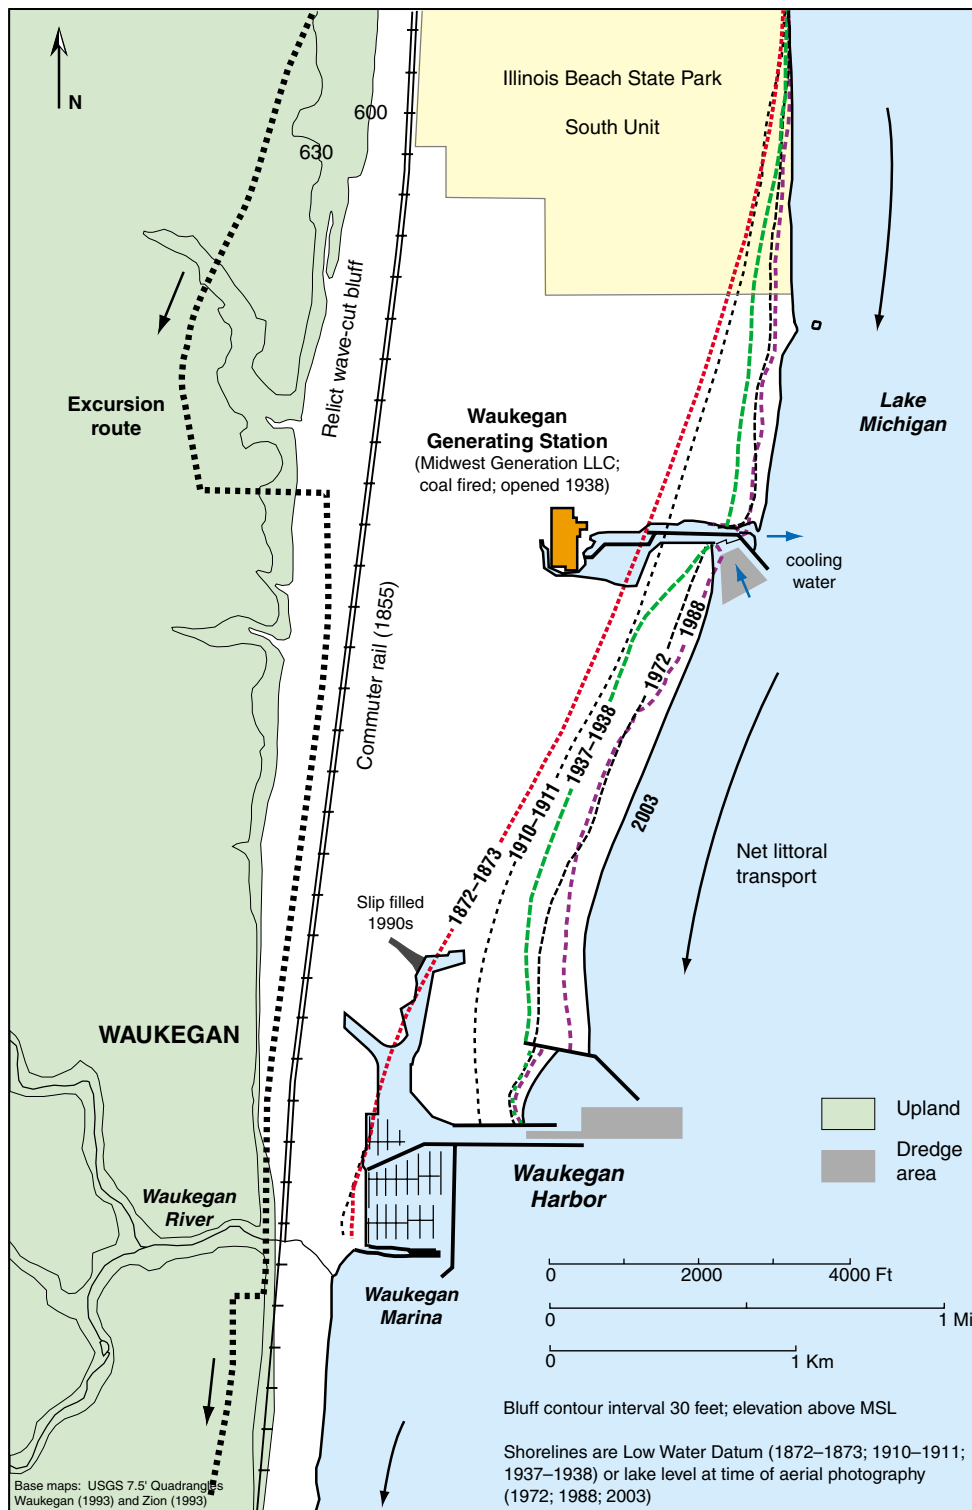 Illinois Beach State Park
South Unit
N
600
630
Relict wave-cut bluff
Excursion
route
Waukegan
Generating Station
(Midwest Generation LLC;
coal fired; opened 1938)
Lake
Michigan
cooling
water
Commuter rail (1855)
1988
1972
1937–1938
1910–1911
1872–1873
2003
Net littoral
transport
Slip filled
1990s
WAUKEGAN
Upland
Dredge
area
Waukegan
River
Waukegan
Harbor
Waukegan
Marina
0 2000 4000 Ft
0 1 Mi
0 1 Km
Bluff contour interval 30 feet; elevation above MSL
Shorelines are Low Water Datum (1872–1873; 1910–1911;
1937–1938) or lake level at time of aerial photography
(1972; 1988; 2003)
Base maps: USGS 7.5' Quadrangles
Waukegan (1993) and Zion (1993)